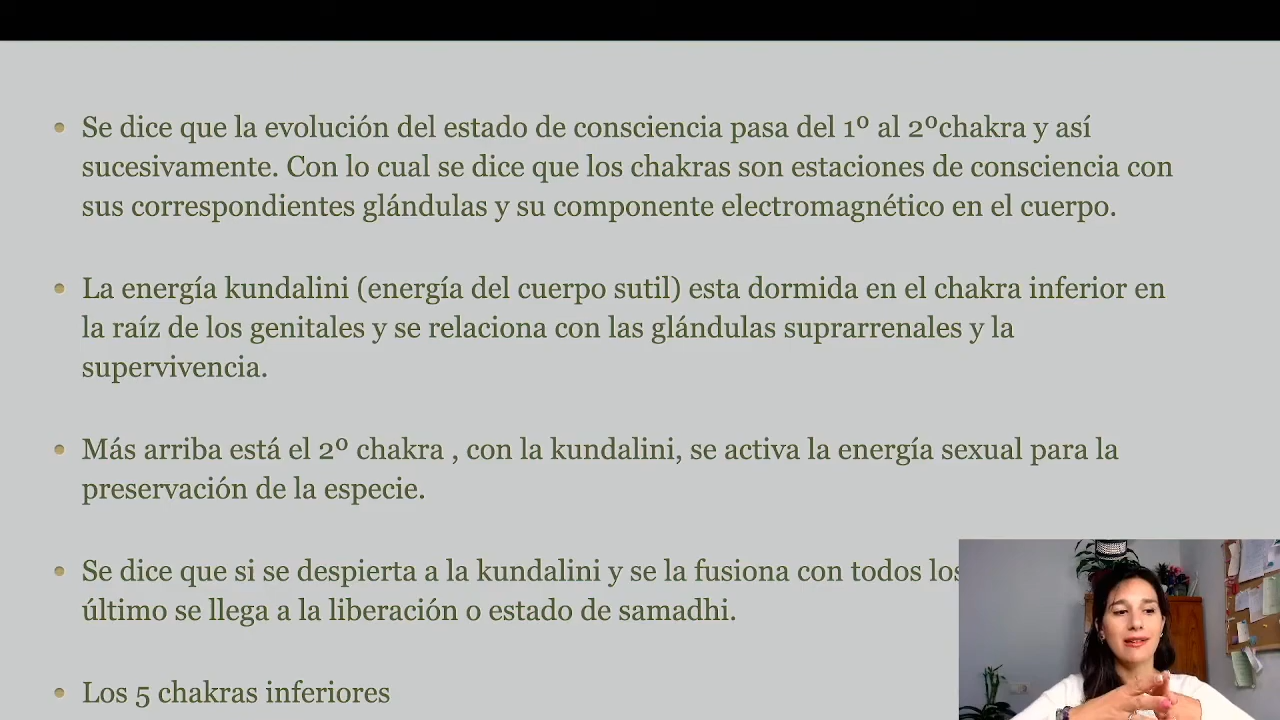 • Se dice que la evolución del estado de consciencia pasa del 1º al 2ºchakra y así
sucesivamente. Con lo cual se dice que los chakras son estaciones de consciencia con
sus correspondientes glándulas y su componente electromagnético en el cuerpo.
• La energía kundalini (energía del cuerpo sutil) esta dormida en el chakra inferior en
la raíz de los genitales y se relaciona con las glándulas suprarrenales y la
supervivencia.
• Más arriba está el 2º chakra , con la kundalini, se activa la energía sexual para la
preservación de la especie.
• Se dice que si se despierta a la kundalini y se la fusiona con todos los
último se llega a la liberación o estado de samadhi.
• Los 5 chakras inferiores